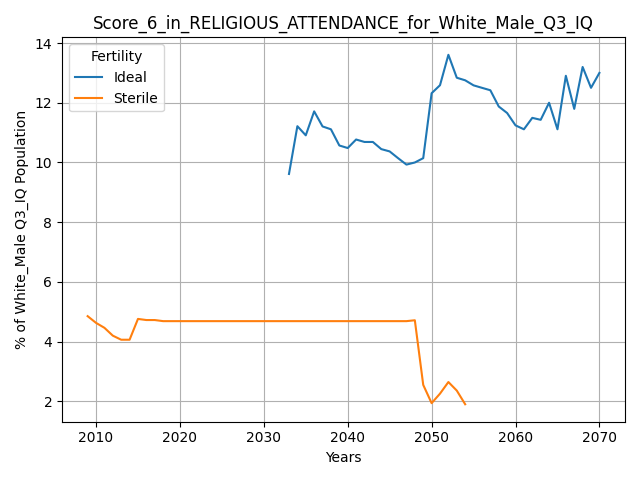 Score_6_in_RELIGIOUS_ATTENDANCE_for_White_Male_Q3_IQ
Fertility
Ideal
Sterile
% of White_Male Q3_IQ Population
14
12
10
8
6
4
2
2010 2020 2030 2040 2050 2060 2070
Years